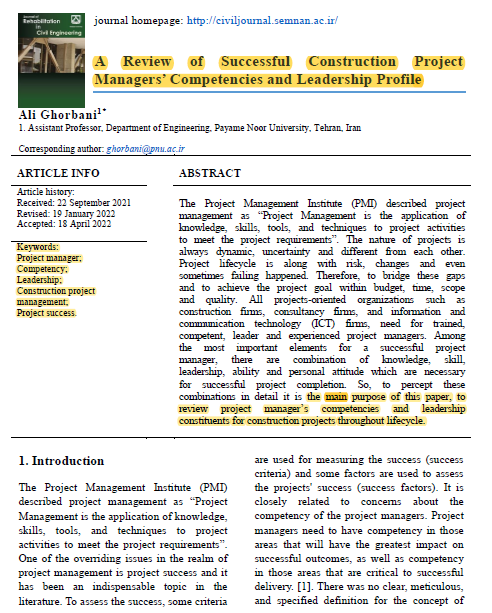 Journal of
Rehabilitation
in
Civil Engineering
journal homepage: http://civiljournal.semnan.ac.ir/
A Review of Successful Construction Project
Managers' Competencies and Leadership Profile
Ali Ghorbani1*
1. Assistant Professor, Department of Engineering, Payame Noor University, Tehran, Iran
Corresponding author: ghorbani@pnu.ac.ir
ARTICLE INFO
Article history:
Received: 22 September 2021
Revised: 19 January 2022
Accepted: 18 April 2022
Keywords:
Project manager;
Competency;
Leadership;
Construction project
management;
Project success.
ABSTRACT
The Project Management Institute (PMI) described project
management as “Project Management is the application of
knowledge, skills, tools, and techniques to project activities
to meet the project requirements”. The nature of projects is
always dynamic, uncertainty and different from each other.
Project lifecycle is along with risk, changes and even
sometimes failing happened. Therefore, to bridge these gaps
and to achieve the project goal within budget, time, scope
and quality. All projects-oriented organizations such as
construction firms, consultancy firms, and information and
communication technology (ICT) firms, need for trained,
competent, leader and experienced project managers. Among
the most important elements for a successful project
manager, there are combination of knowledge, skill,
leadership, ability and personal attitude which are necessary
for successful project completion. So, to percept these
combinations in detail it is the main purpose of this paper, to
review project manager's competencies and leadership
constituents for construction projects throughout lifecycle.
1. Introduction
The Project Management Institute (PMI)
described project management as “Project
Management is the application of knowledge,
skills, tools, and techniques to project
activities to meet the project requirements”.
One of the overriding issues in the realm of
project management is project success and it
has been an indispensable topic in the
literature. To assess the success, some criteria
are used for measuring the success (success
criteria) and some factors are used to assess
the projects' success (success factors). It is
closely related to concerns about the
competency of the project managers. Project
managers need to have competency in those
areas that will have the greatest impact on
successful outcomes, as well as competency
in those areas that are critical to successful
delivery. [1]. There was no clear, meticulous,
and specified definition for the concept of